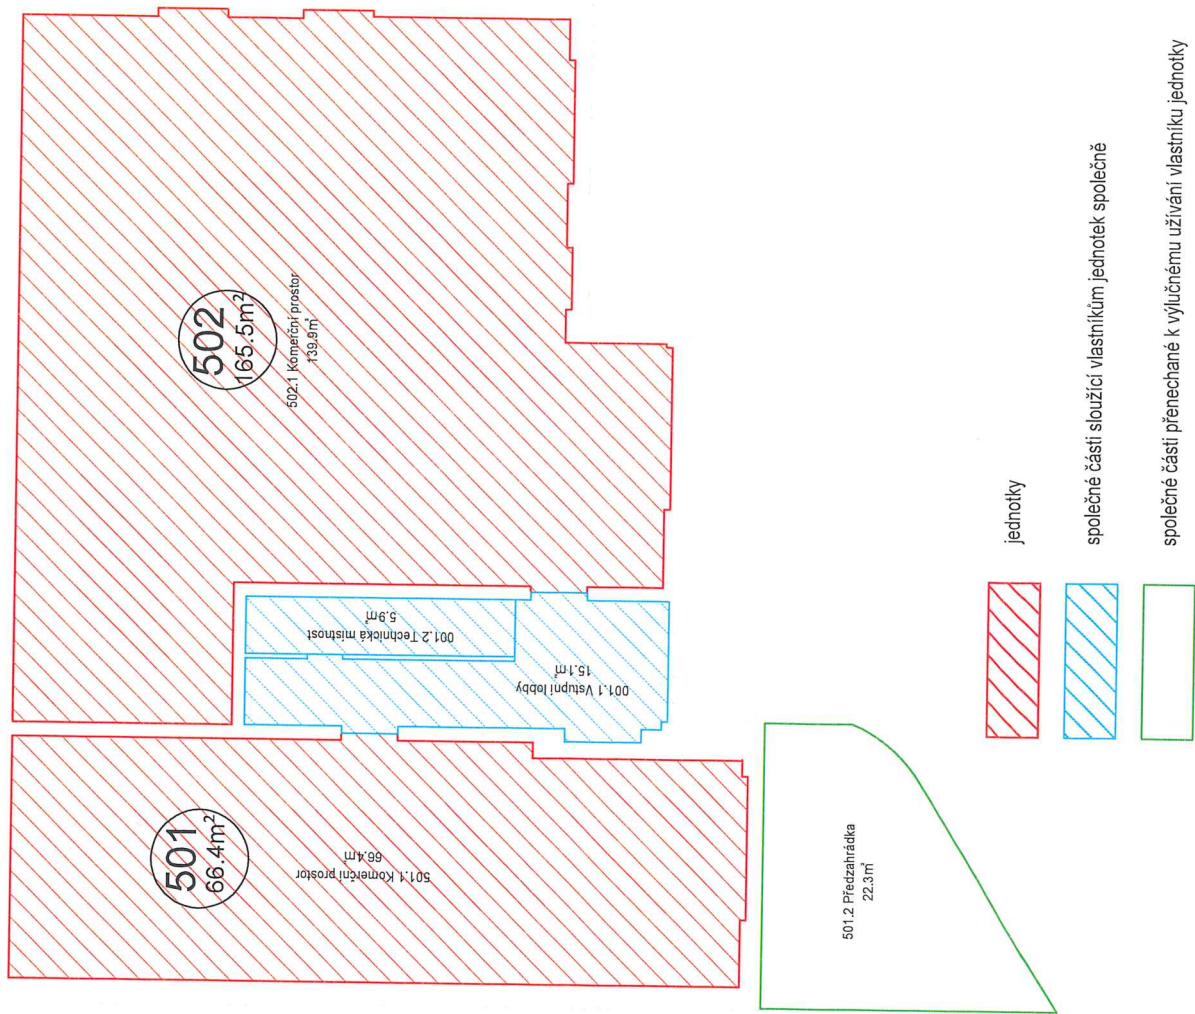 502
165.5m²
502.1 Komerční prostor
139.9m²
001.2 Technická místnost
5.9m²
001.1 Vstupní lobby
15.1m²
501
66.4m²
501.1 Komerční prostor
66.4m²
501.2 Předzahrádka
22.3m²
jednotky
společné části sloužící vlastníkům jednotek společně
společné části přenechané k výlučnému užívání vlastníku jednotky